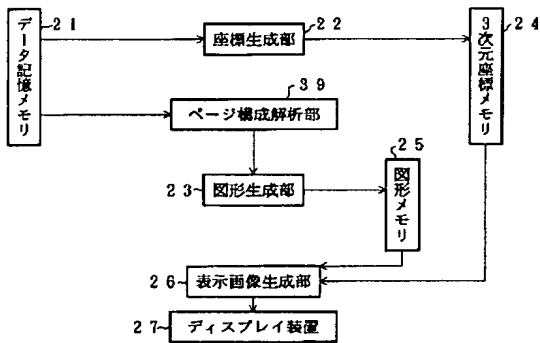 データ記憶メモリ
21
座標生成部
22
3次元座標メモリ
24
39
ページ構成解析部
25
図形メモリ
23
図形生成部
26
表示画像生成部
27
ディスプレイ装置